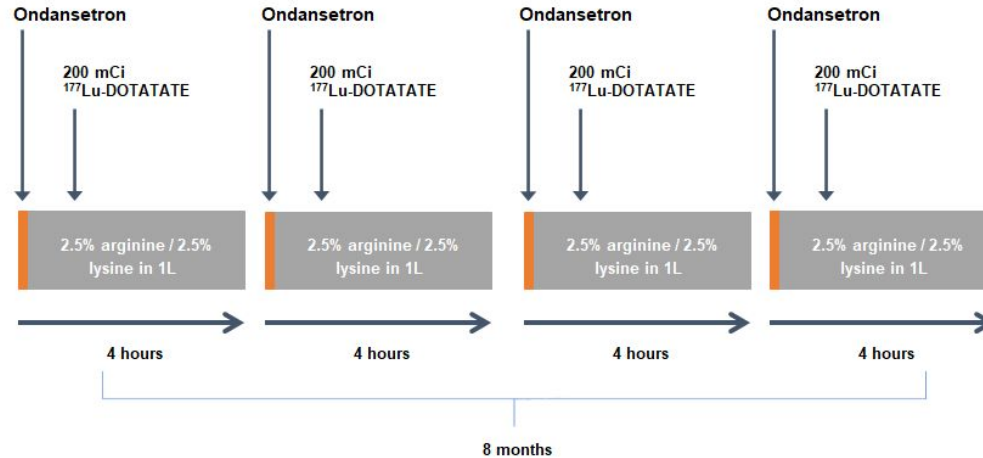 Ondansetron
Ondansetron
Ondansetron
Ondansetron
200 mCi
¹⁷⁷Lu-DOTATATE
200 mCi
¹⁷⁷Lu-DOTATATE
200 mCi
¹⁷⁷Lu-DOTATATE
200 mCi
¹⁷⁷Lu-DOTATATE
2.5% arginine / 2.5%
lysine in 1L
2.5% arginine / 2.5%
lysine in 1L
2.5% arginine / 2.5%
lysine in 1L
2.5% arginine / 2.5%
lysine in 1L
4 hours
4 hours
4 hours
4 hours
8 months